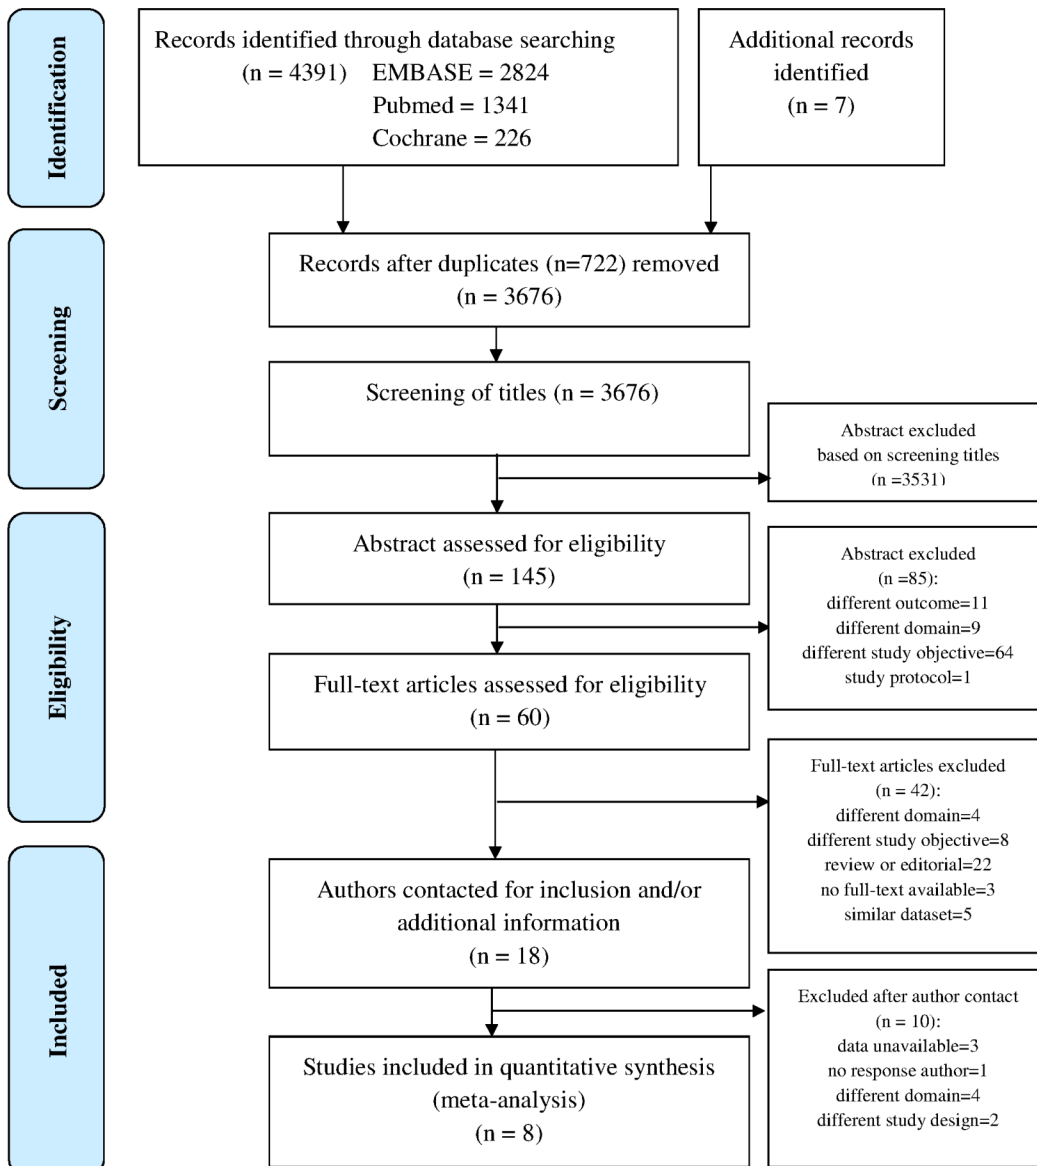 Identification
Records identified through database searching
(n = 4391) EMBASE = 2824
Pubmed = 1341
Cochrane = 226
Additional records
identified
(n = 7)
Screening
Records after duplicates (n=722) removed
(n = 3676)
Screening of titles (n = 3676)
Abstract excluded
based on screening titles
(n =3531)
Eligibility
Abstract assessed for eligibility
(n = 145)
Abstract excluded
(n =85):
different outcome=11
different domain=9
different study objective=64
study protocol=1
Full-text articles assessed for eligibility
(n = 60)
Full-text articles excluded
(n = 42):
different domain=4
different study objective=8
review or editorial=22
no full-text available=3
similar dataset=5
Included
Authors contacted for inclusion and/or
additional information
(n = 18)
Excluded after author contact
(n = 10):
data unavailable=3
no response author=1
different domain=4
different study design=2
Studies included in quantitative synthesis
(meta-analysis)
(n = 8)